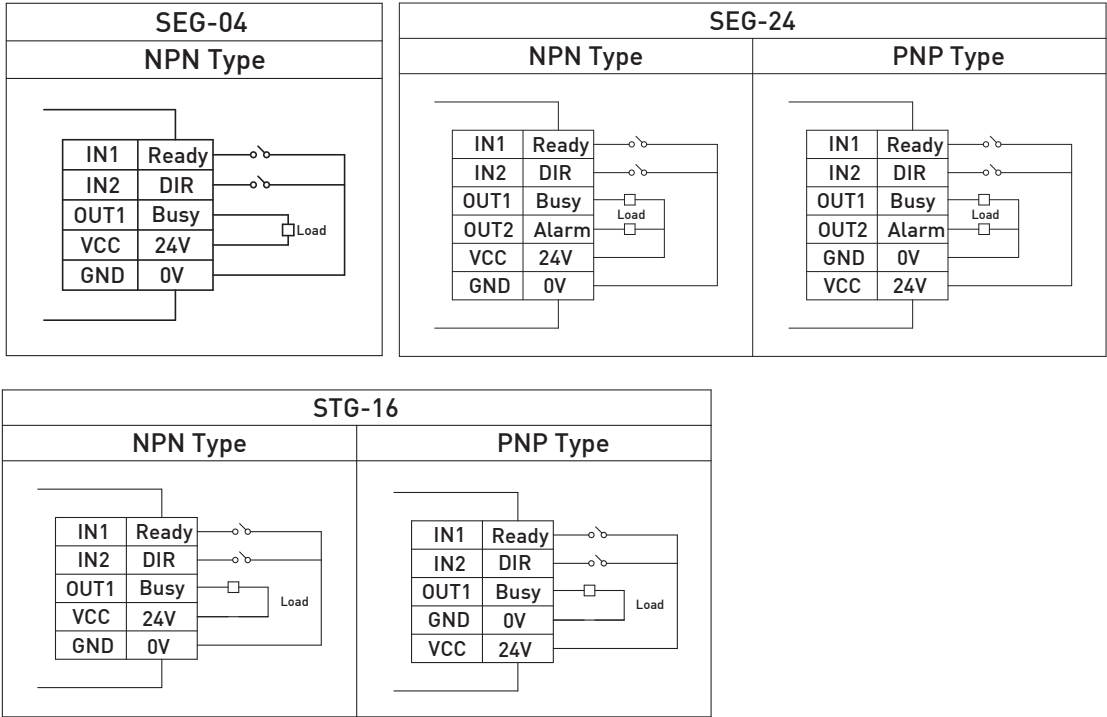 SEG-04
NPN Type
IN1 Ready
IN2 DIR
OUT1 Busy
Load
VCC 24V
GND 0V
SEG-24
NPN Type PNP Type
IN1 Ready
IN2 DIR
OUT1 Busy
Load
OUT2 Alarm
VCC 24V
GND 0V
IN1 Ready
IN2 DIR
OUT1 Busy
Load
OUT2 Alarm
GND 0V
VCC 24V
STG-16
NPN Type PNP Type
IN1 Ready
IN2 DIR
OUT1 Busy
Load
VCC 24V
GND 0V
IN1 Ready
IN2 DIR
OUT1 Busy
Load
GND 0V
VCC 24V